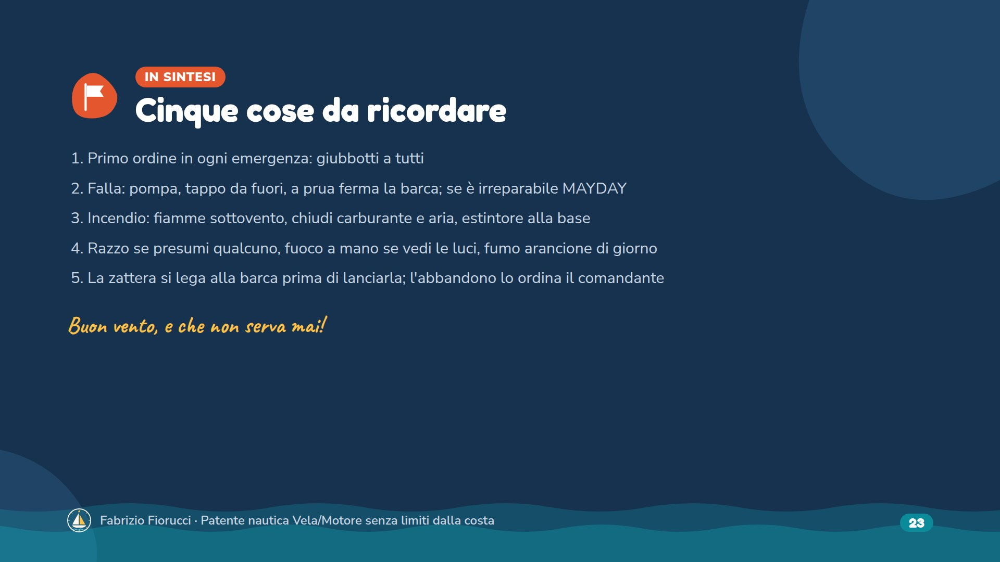 IN SINTESI
Cinque cose da ricordare
1. Primo ordine in ogni emergenza: giubbotti a tutti
2. Falla: pompa, tappo da fuori, a prua ferma la barca; se è irreparabile MAYDAY
3. Incendio: fiamme sottovento, chiudi carburante e aria, estintore alla base
4. Razzo se presumi qualcuno, fuoco a mano se vedi le luci, fumo arancione di giorno
5. La zattera si lega alla barca prima di lanciarla; l'abbandono lo ordina il comandante
Buon vento, e che non serva mai!
Fabrizio Fiorucci · Patente nautica Vela/Motore senza limiti dalla costa
23